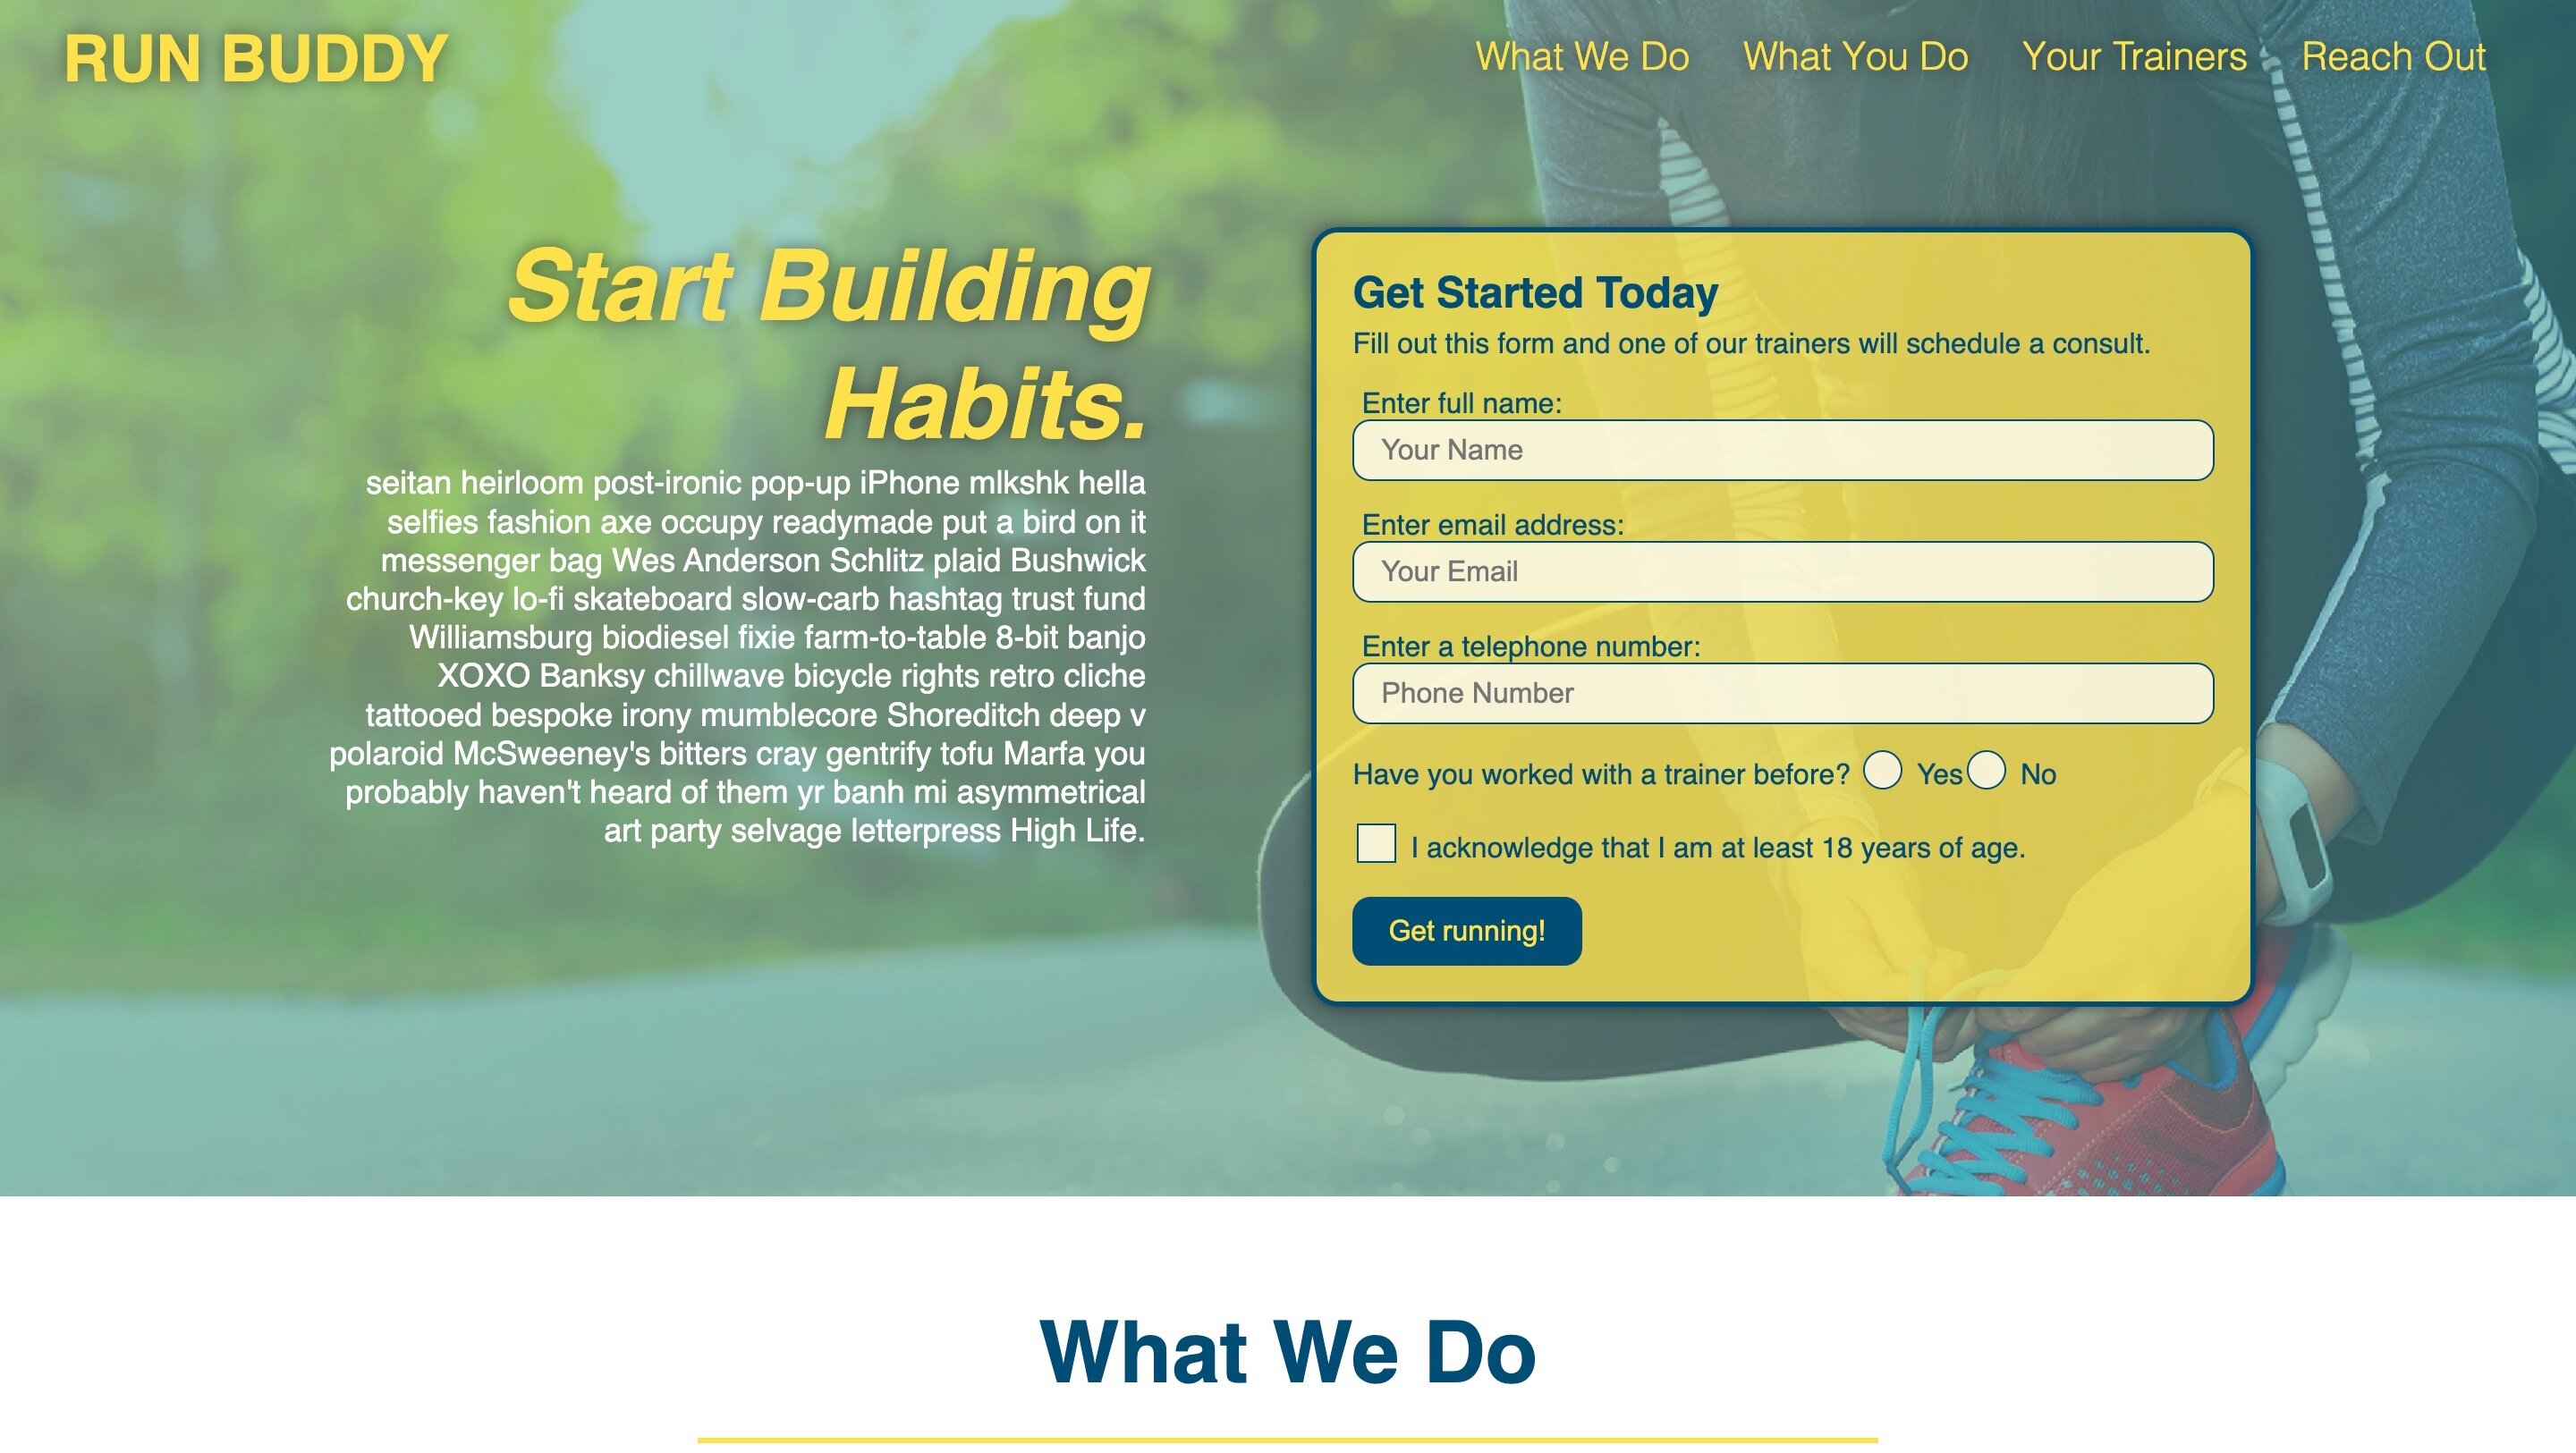 RUN BUDDY
What We Do
What You Do
Your Trainers
Reach Out
Start Building
Habits.
seitan heirloom post-ironic pop-up iPhone mlkshk hella
selfies fashion axe occupy readymade put a bird on it
messenger bag Wes Anderson Schlitz plaid Bushwick
church-key lo-fi skateboard slow-carb hashtag trust fund
Williamsburg biodiesel fixie farm-to-table 8-bit banjo
XOXO Banksy chillwave bicycle rights retro cliche
tattooed bespoke irony mumblecore Shoreditch deep v
polaroid McSweeney's bitters cray gentrify tofu Marfa you
probably haven't heard of them yr banh mi asymmetrical
art party selvage letterpress High Life.
Get Started Today
Fill out this form and one of our trainers will schedule a consult.
Enter full name:
Your Name
Enter email address:
Your Email
Enter a telephone number:
Phone Number
Have you worked with a trainer before? Yes No
I acknowledge that I am at least 18 years of age.
Get running!
What We Do